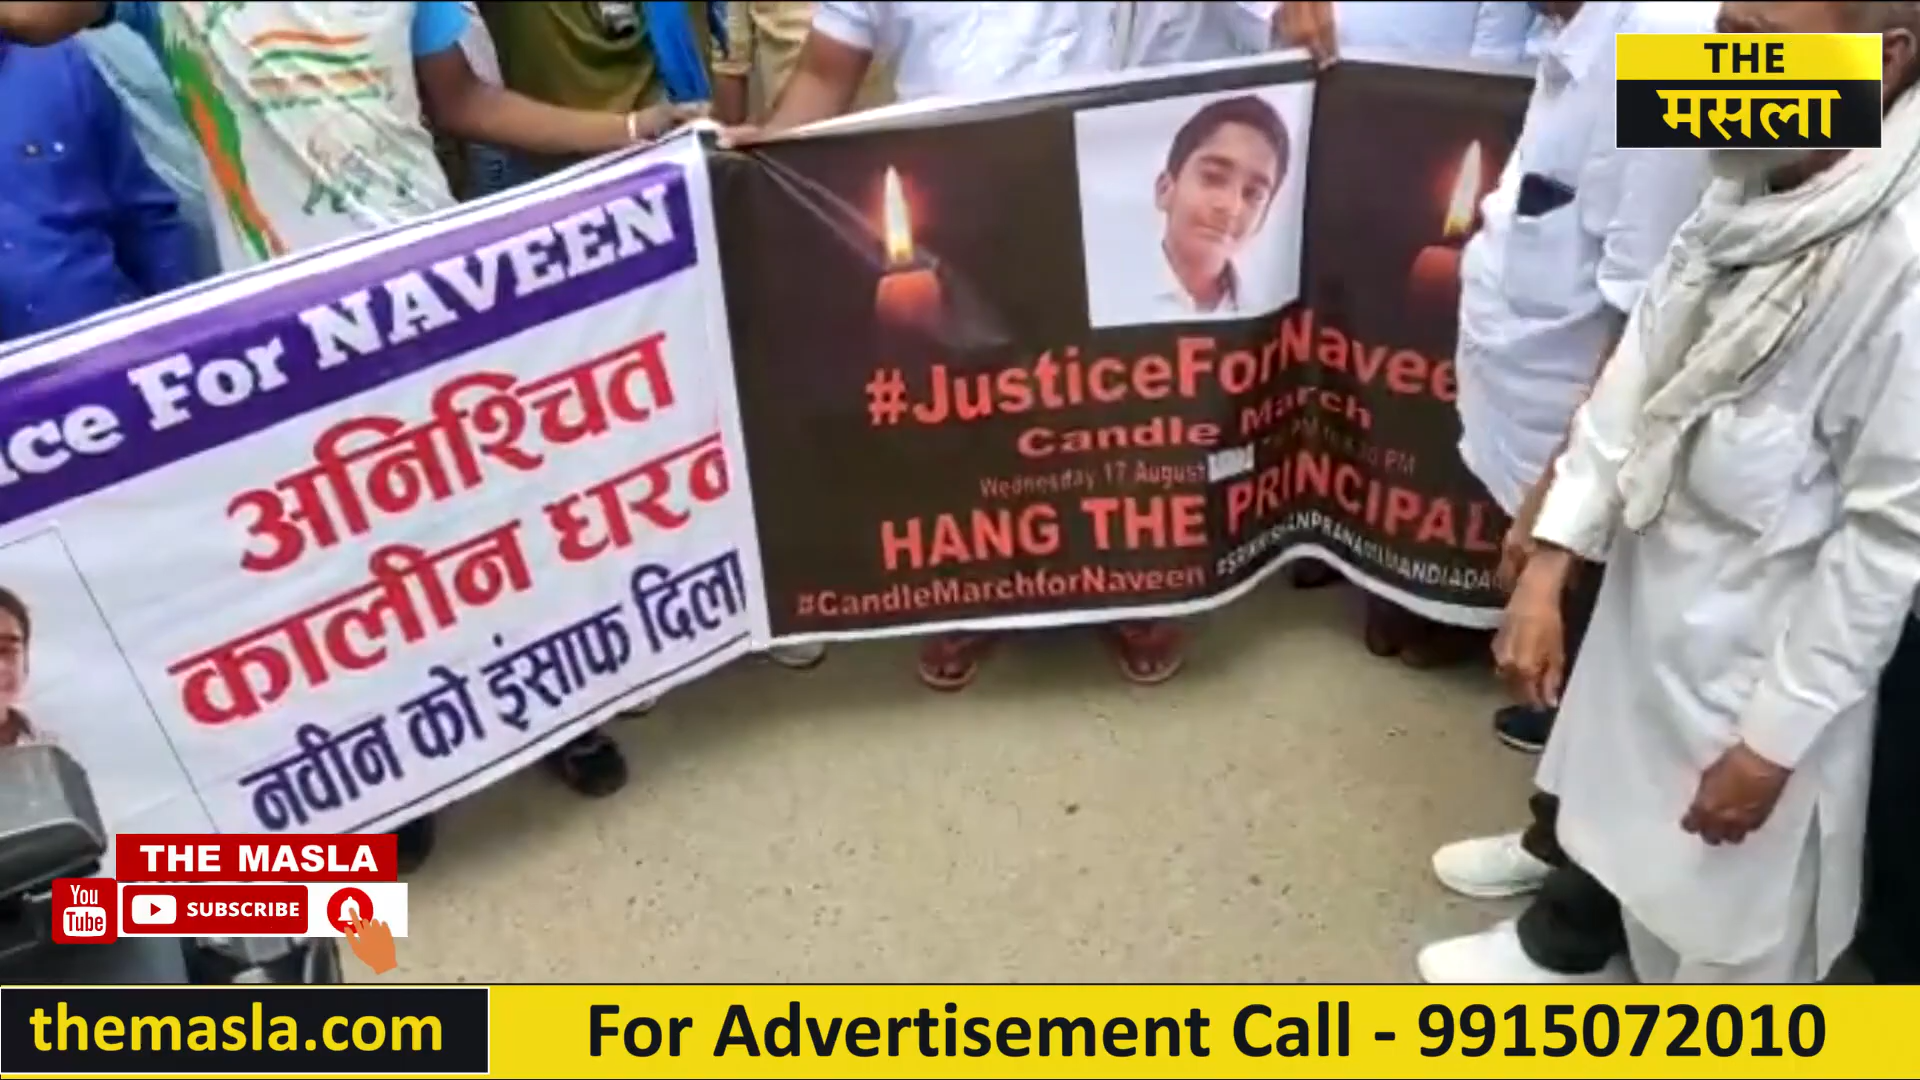 THE
मसला
ice For NAVEEN
अनिश्चित
कालीन धरन
नवीन को इंसाफ दिला
#JusticeForNavee
Candle March
Wednesday 17 August
PM
HANG THE PRINCIPAL
#CandleMarchforNaveen
THE MASLA
You
Tube
SUBSCRIBE
themasla.com
For Advertisement Call - 9915072010